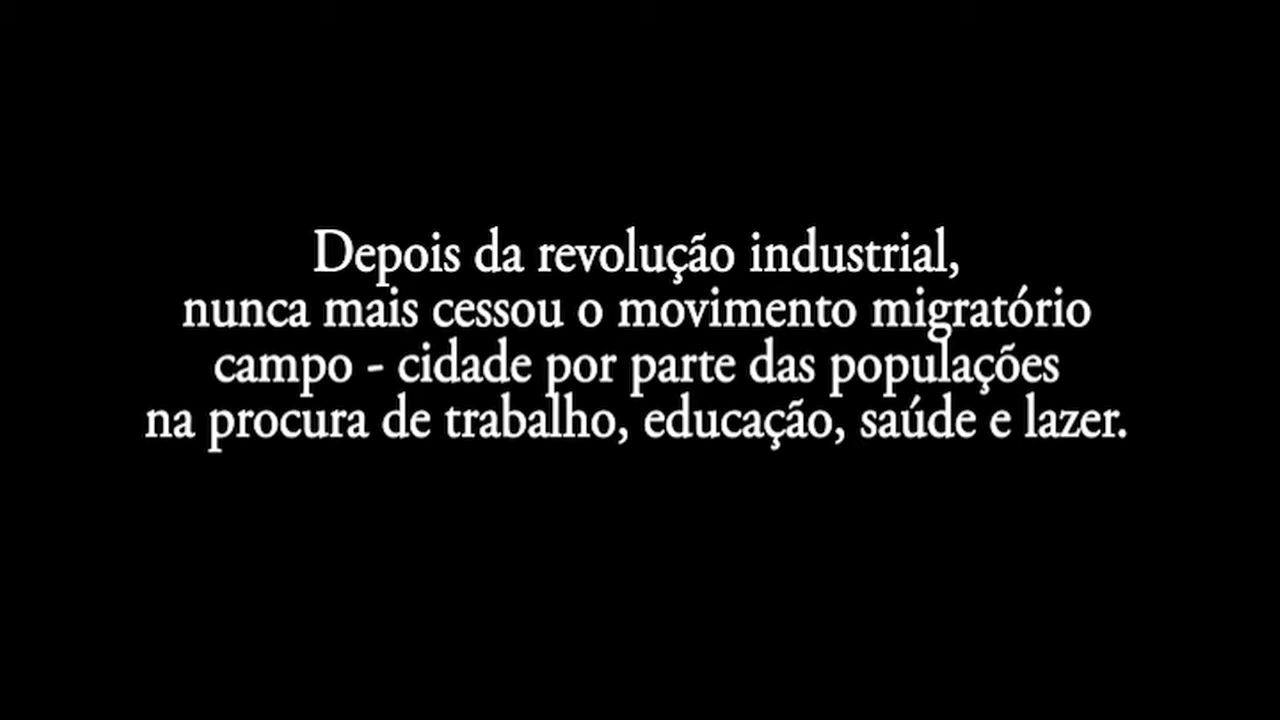 Depois da revolução industrial,
nunca mais cessou o movimento migratório
campo - cidade por parte das populações
na procura de trabalho, educação, saúde e lazer.